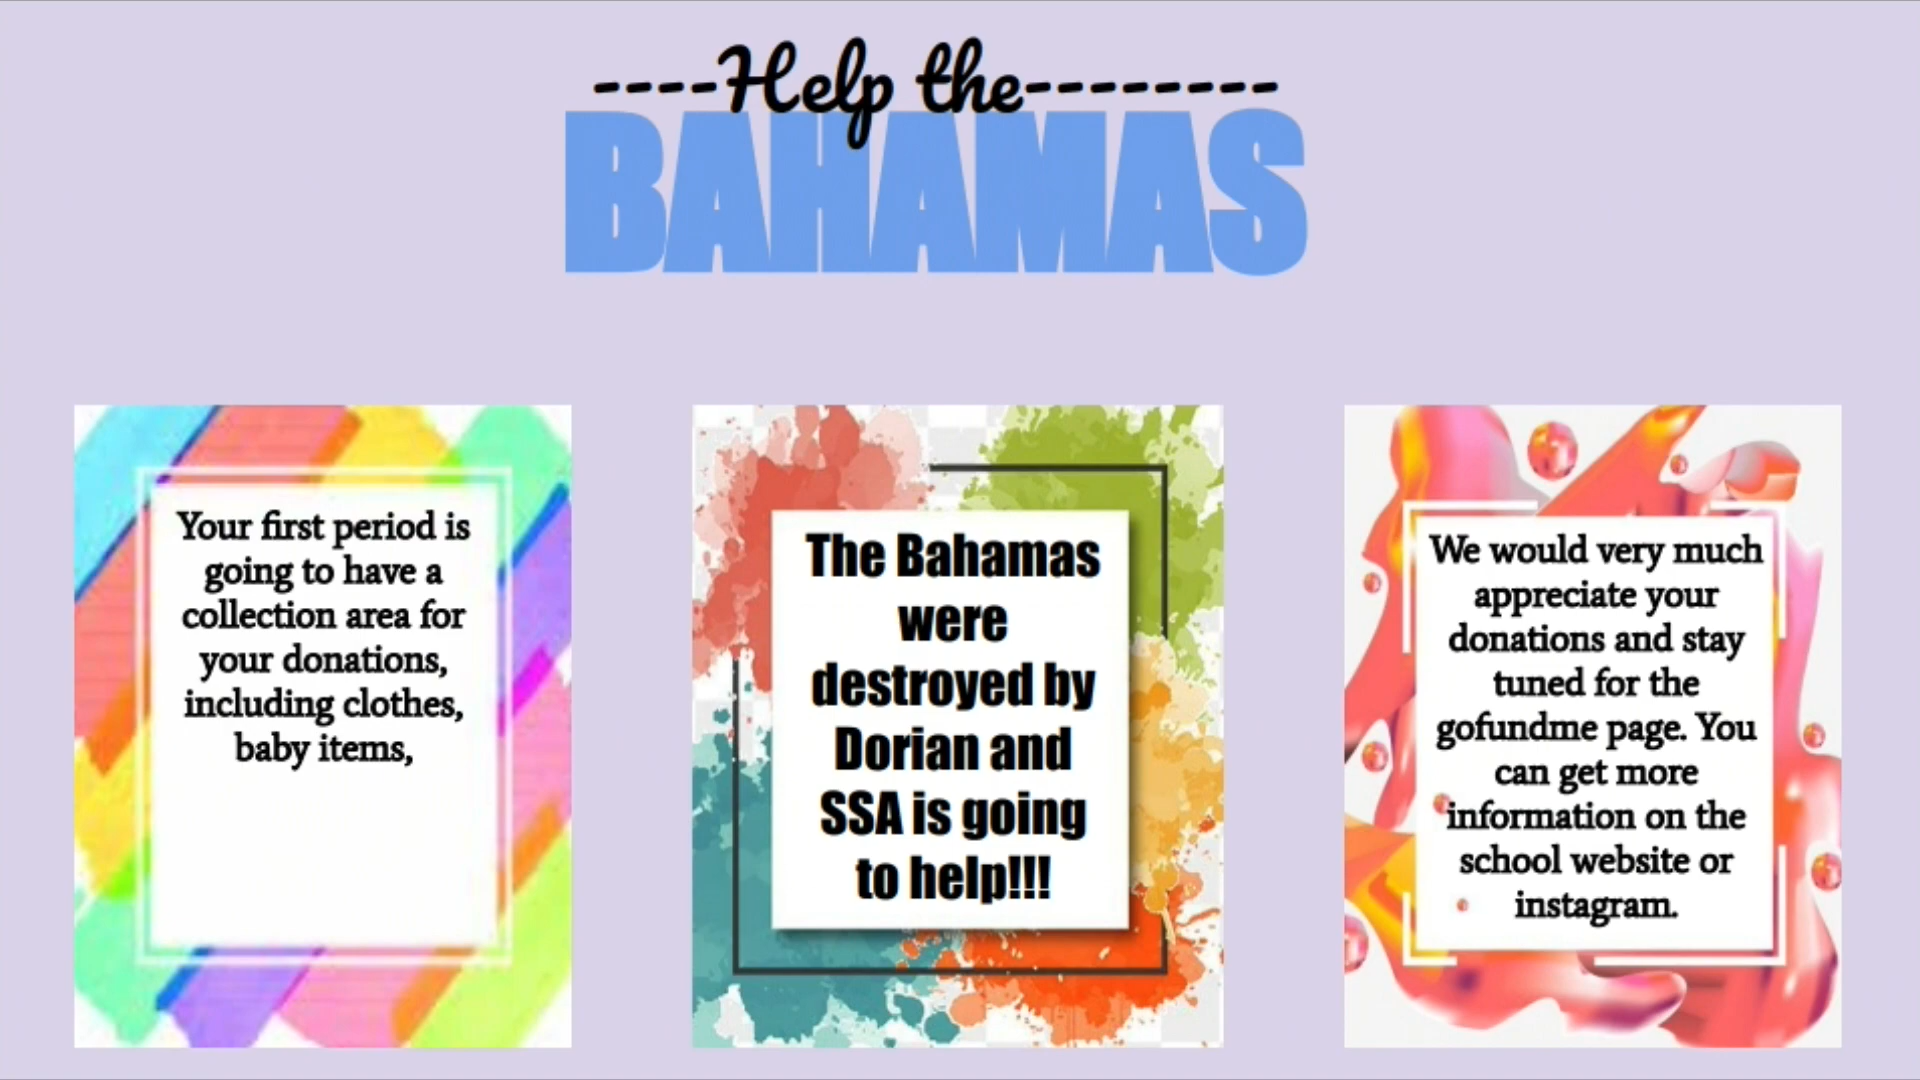 ----Help the--------
BAHAMAS
Your first period is
going to have a
collection area for
your donations,
including clothes,
baby items,
The Bahamas
were
destroyed by
Dorian and
SSA is going
to help!!!
We would very much
appreciate your
donations and stay
tuned for the
gofundme page. You
can get more
information on the
school website or
instagram.